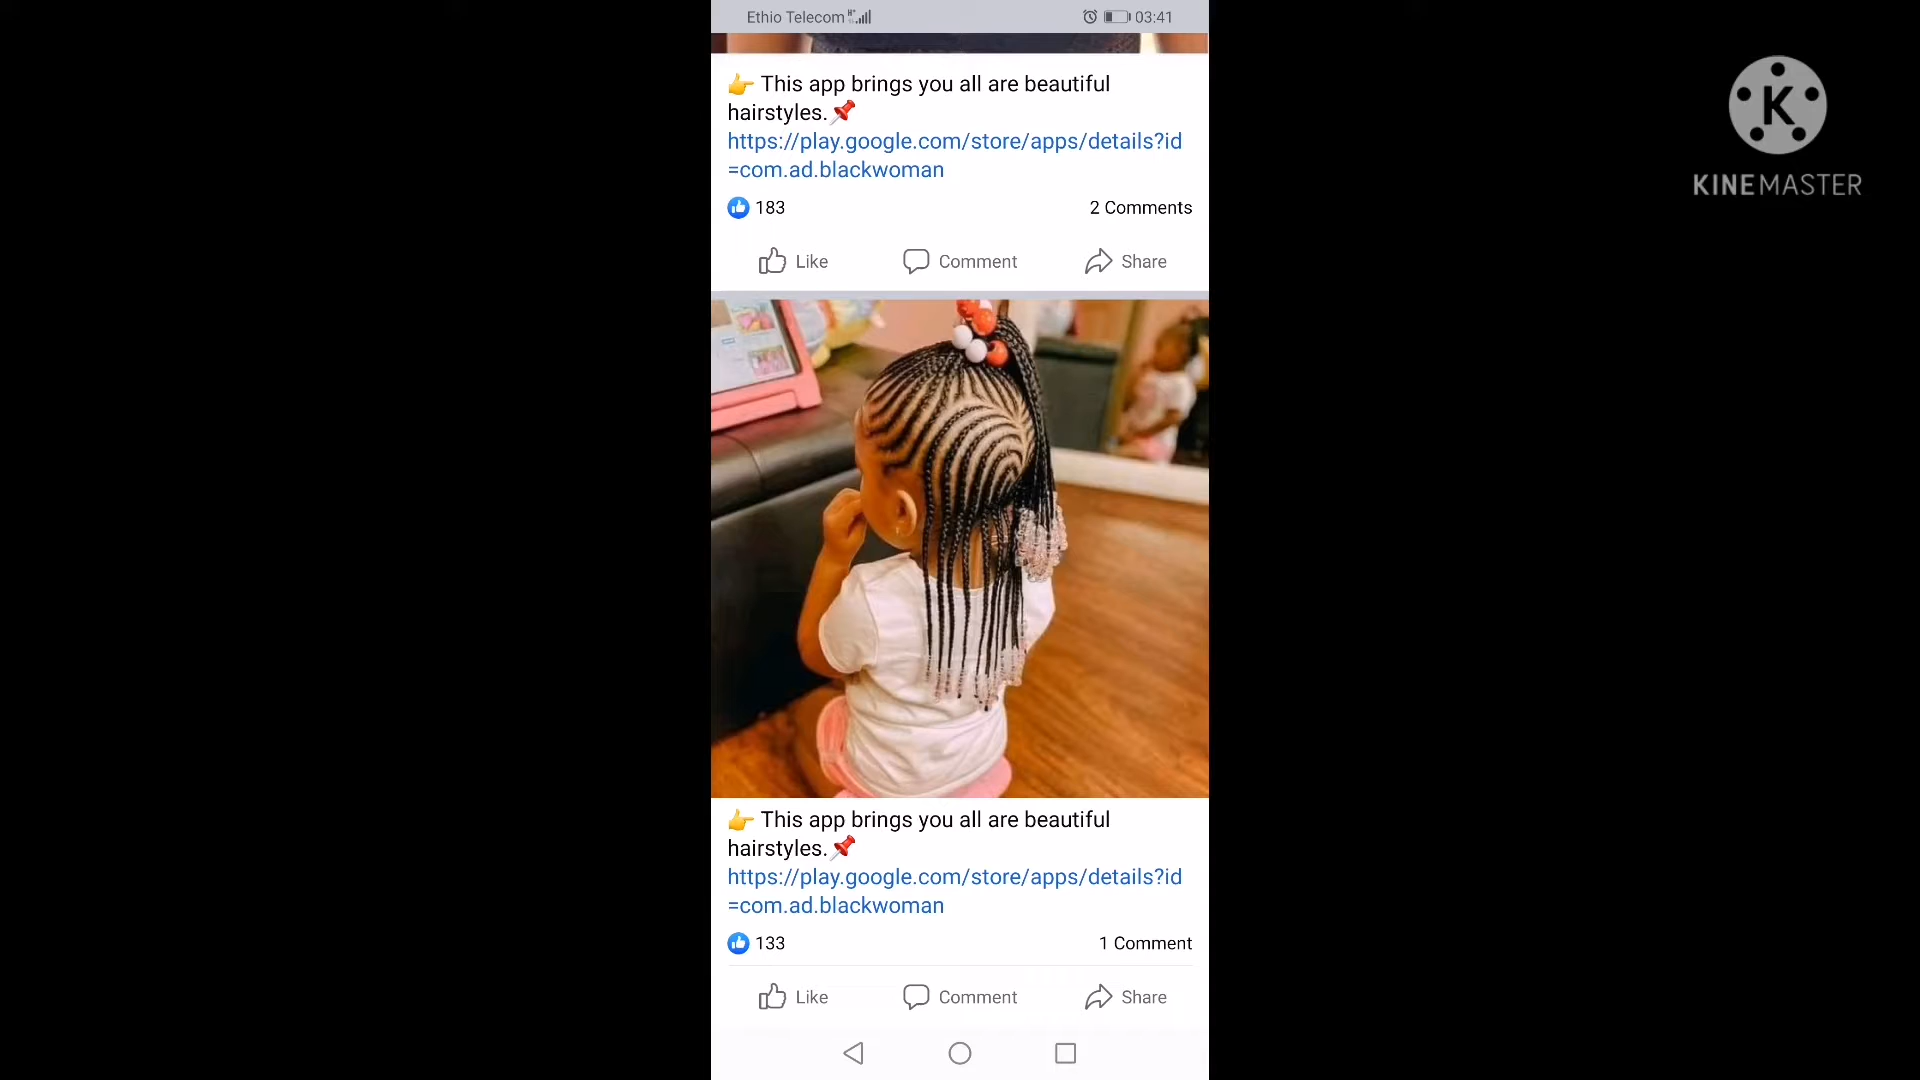 Ethio Telecom
03:41
👉 This app brings you all are beautiful
hairstyles.📌
https://play.google.com/store/apps/details?id
=com.ad.blackwoman
183
2 Comments
Like
Comment
Share
👉 This app brings you all are beautiful
hairstyles.📌
https://play.google.com/store/apps/details?id
=com.ad.blackwoman
133
1 Comment
Like
Comment
Share
K
KINEMASTER